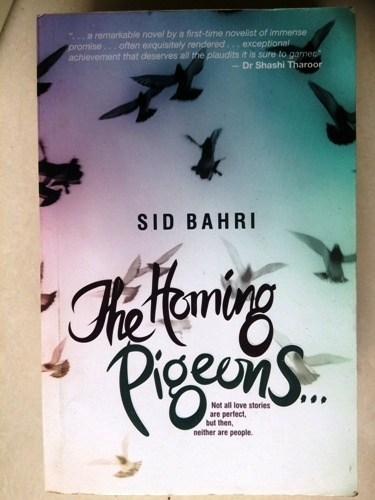 ". . . a remarkable novel by a first-time novelist of immense
promise . . . often exquisitely rendered . . . exceptional
achievement that deserves all the plaudits it is sure to garner."
— Dr Shashi Tharoor
SID BAHRI
The Homing
Pigeons...
Not all love stories
are perfect,
but then,
neither are people.